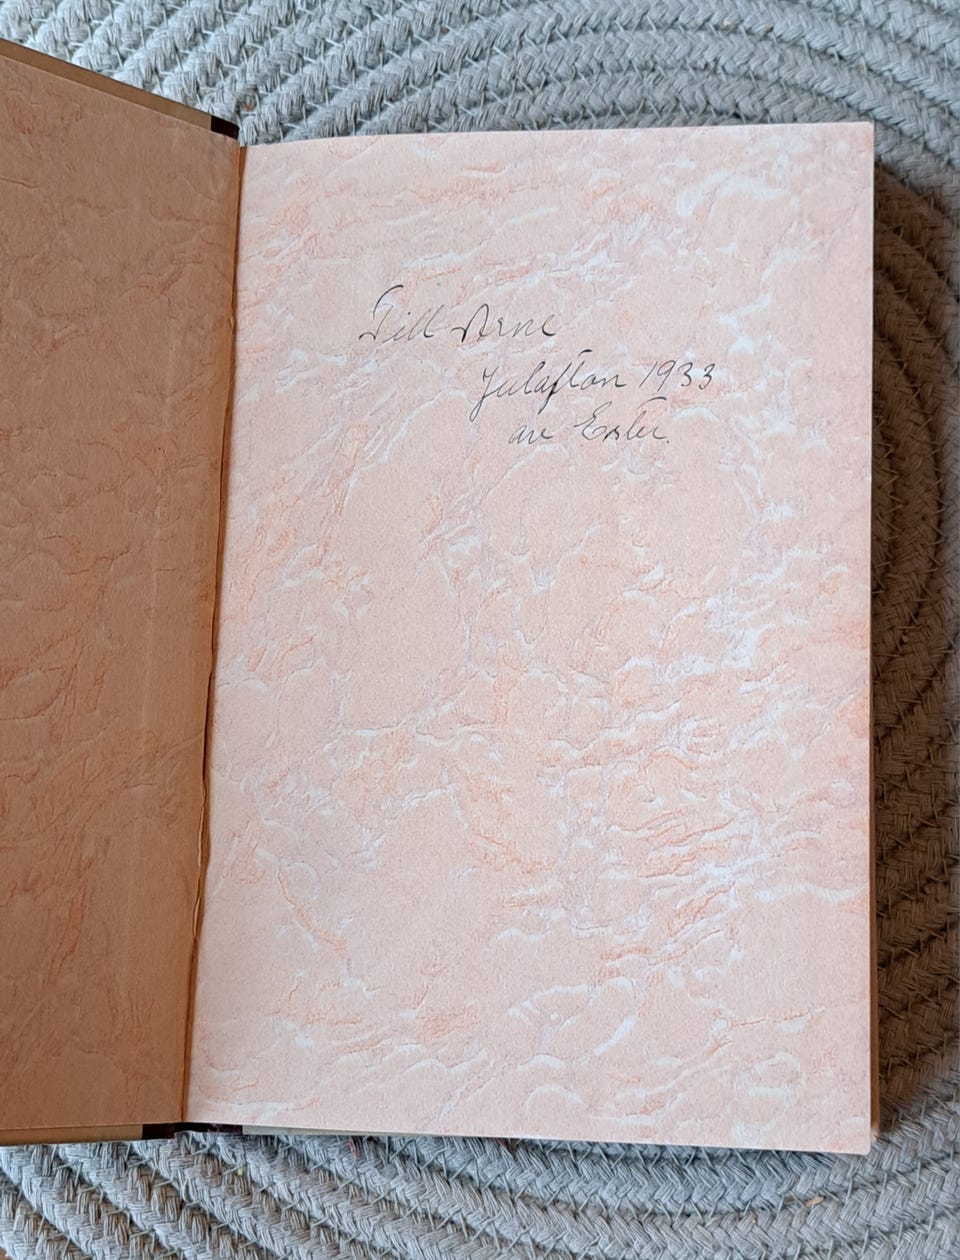 Till Arne
Julafton 1933
av Ester.